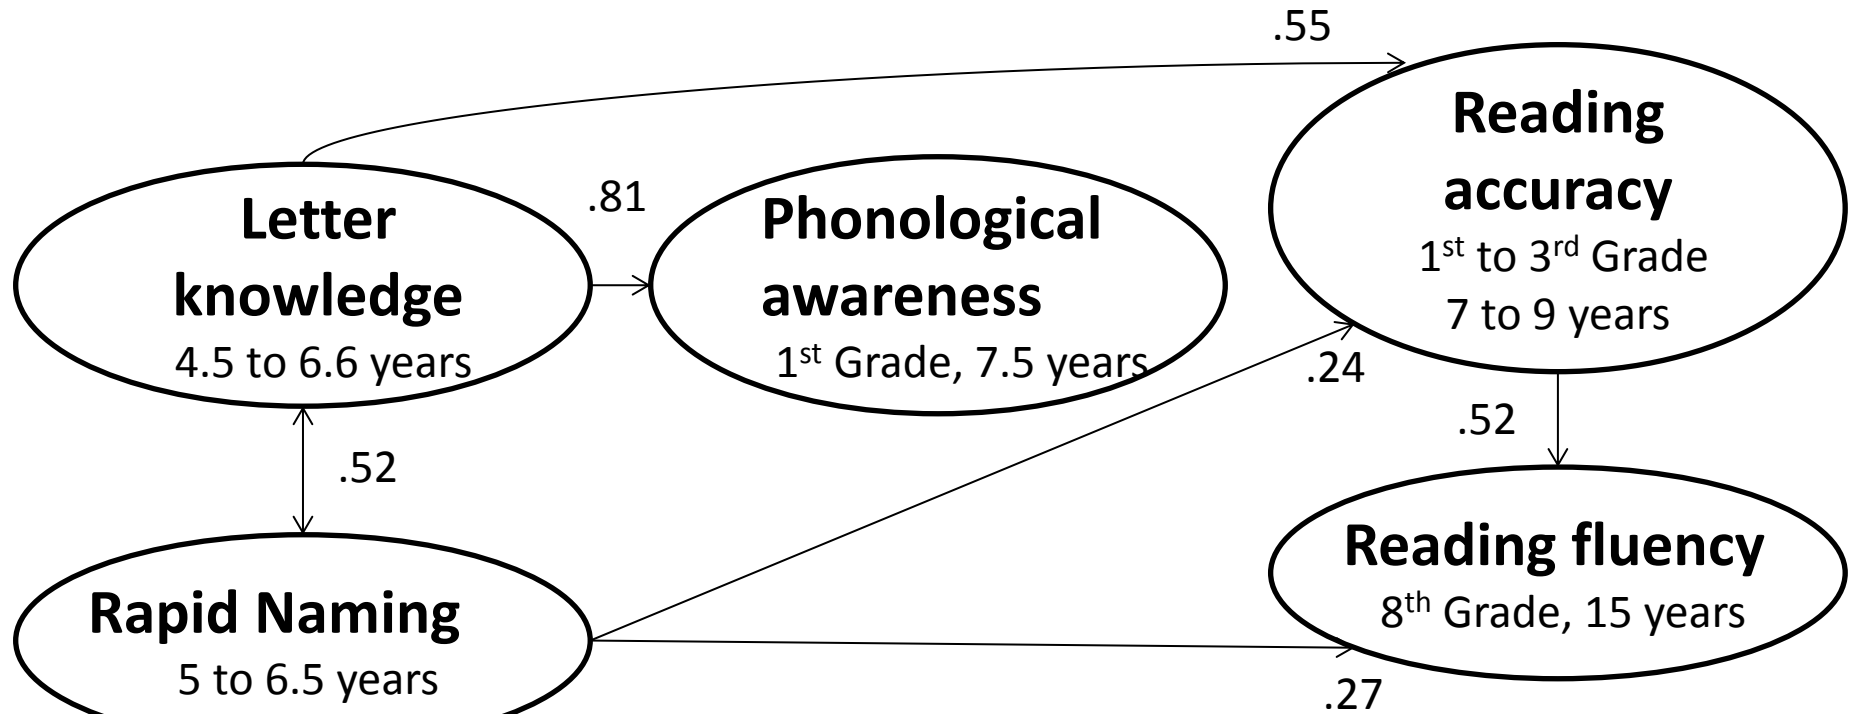 .55
Reading
accuracy
1st to 3rd Grade
7 to 9 years
Letter
knowledge
4.5 to 6.6 years
.81
Phonological
awareness
1st Grade, 7.5 years
.24
.52
.52
Reading fluency
8th Grade, 15 years
Rapid Naming
5 to 6.5 years
.27